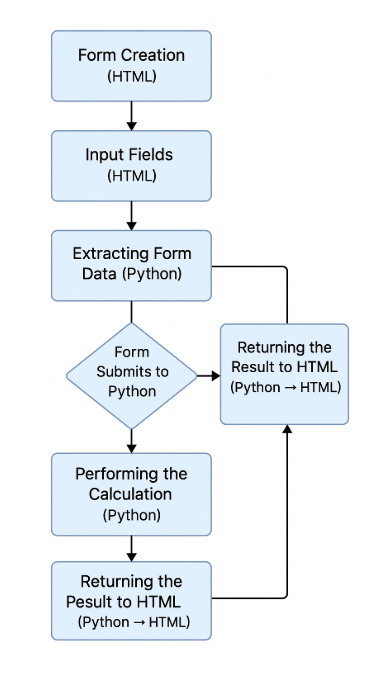 Form Creation
(HTML)
Input Fields
(HTML)
Extracting Form
Data (Python)
Form
Submits to
Python
Returning the
Result to HTML
(Python → HTML)
Performing the
Calculation
(Python)
Returning the
Pesult to HTML
(Python → HTML)